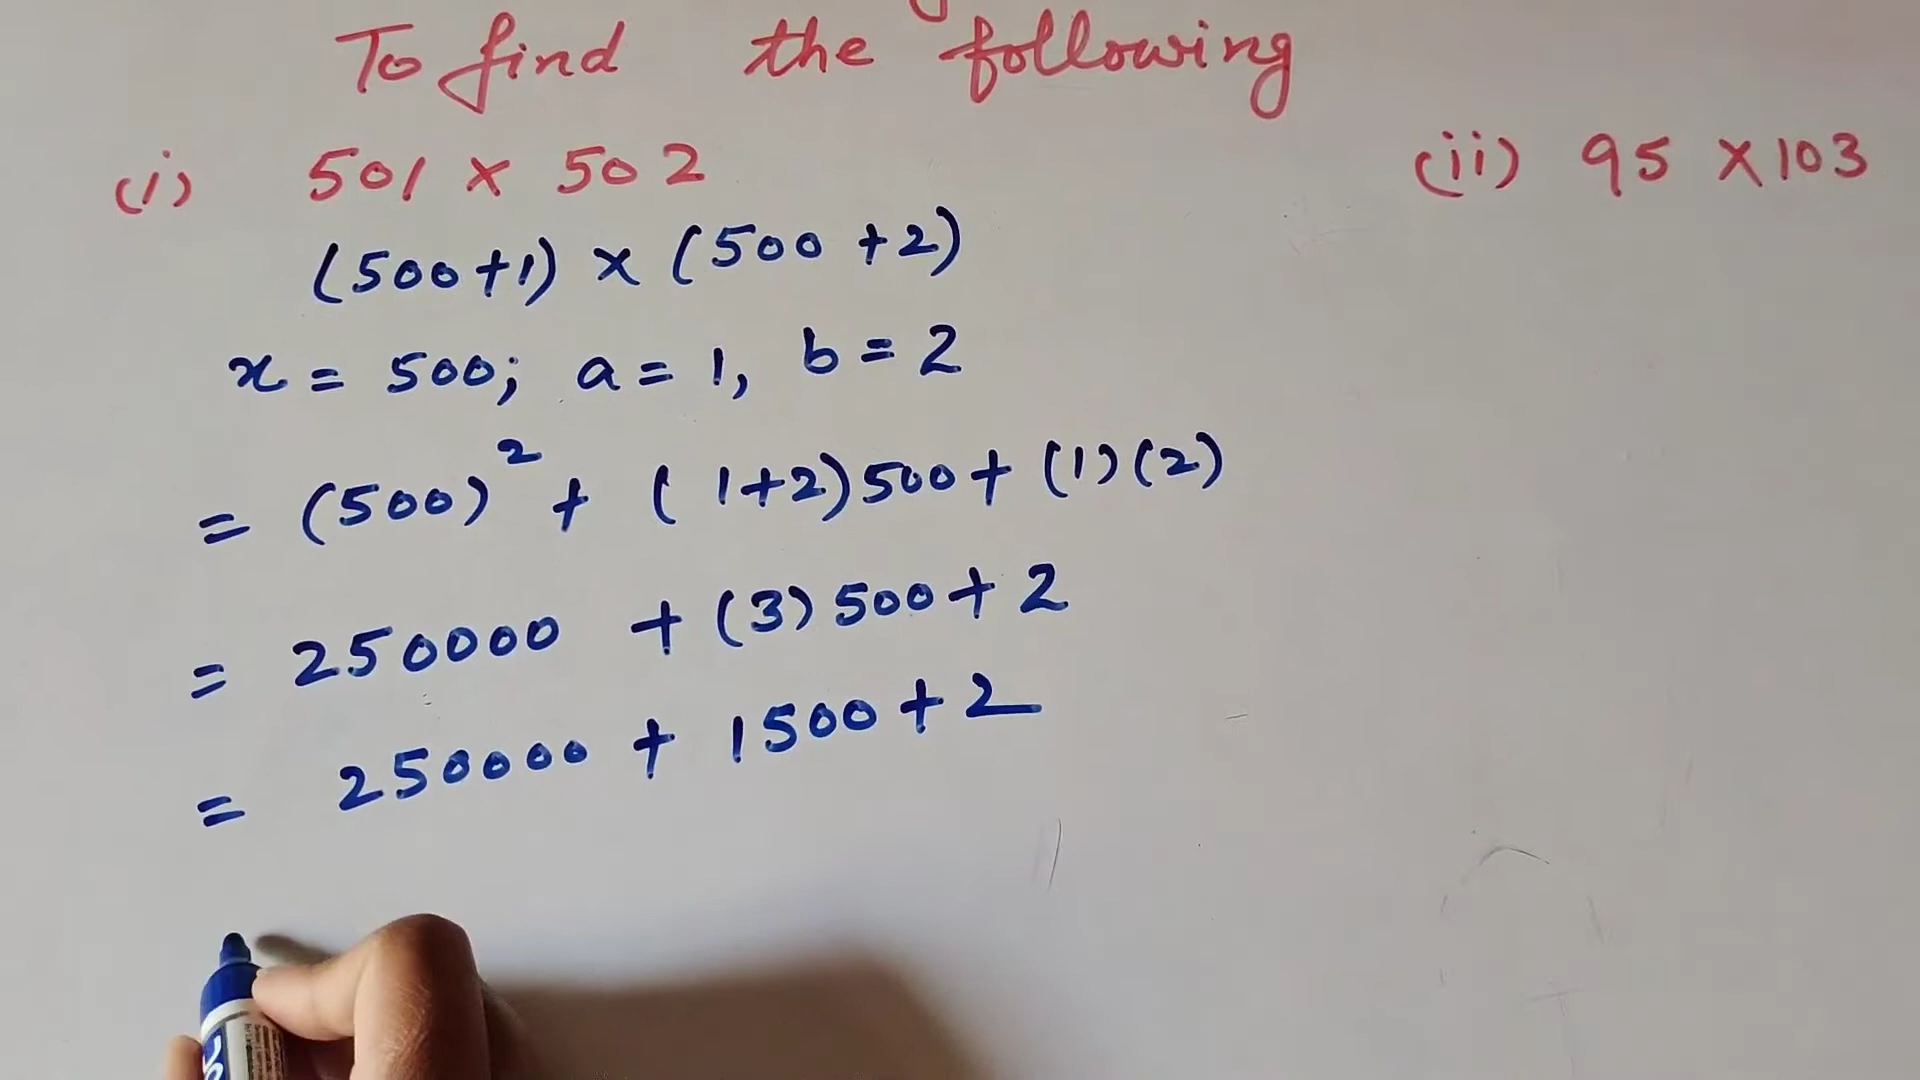 To find the following
(i) 501 × 502
(ii) 95 × 103
(500+1) × (500 +2)
x = 500; a = 1, b = 2
= (500)² + (1+2)500 + (1)(2)
= 250000 + (3)500 + 2
= 250000 + 1500 + 2